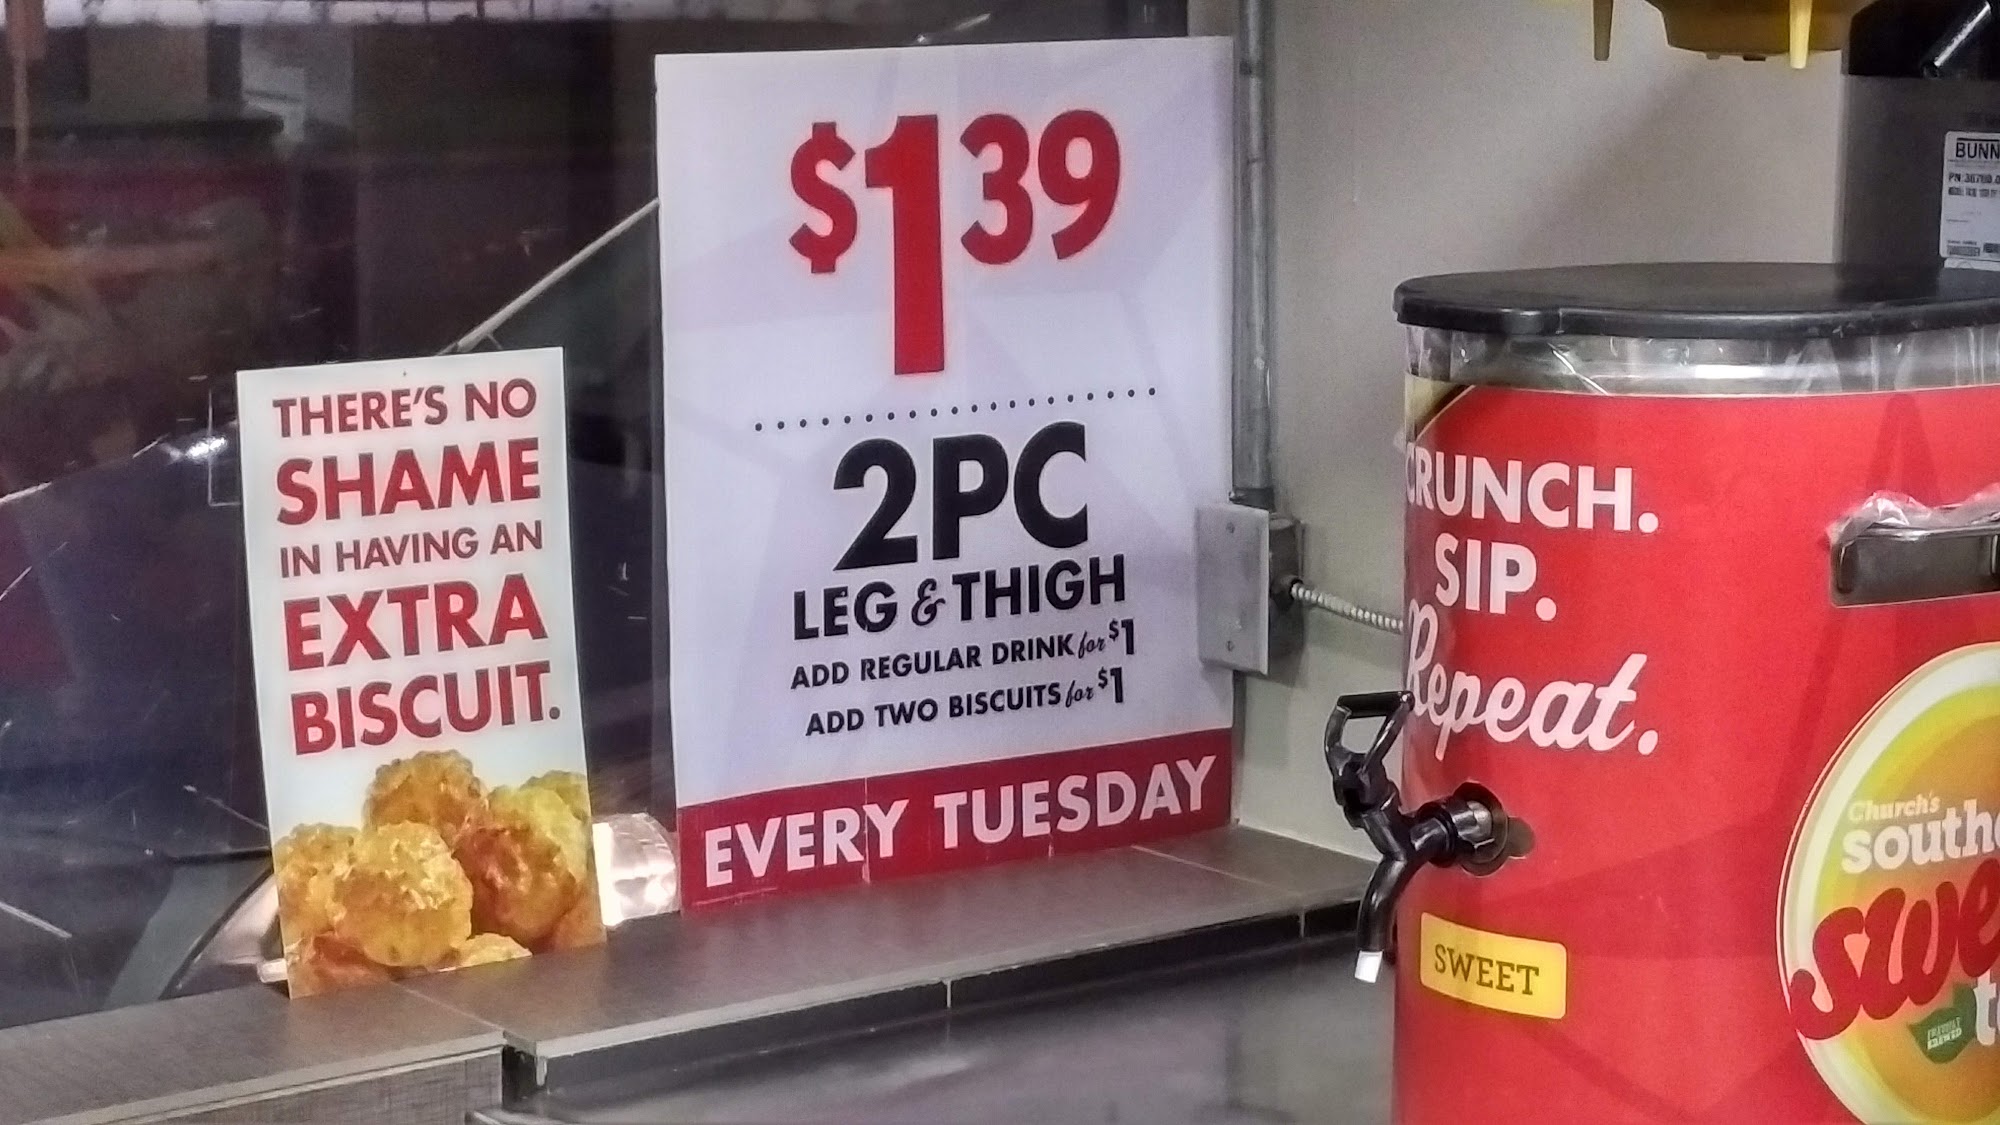 THERE'S NO
SHAME
IN HAVING AN
EXTRA
BISCUIT.
$1 39
2PC
LEG & THIGH
ADD REGULAR DRINK for $1
ADD TWO BISCUITS for $1
EVERY TUESDAY
CRUNCH.
SIP.
Repeat.
SWEET
Church's
BUNN